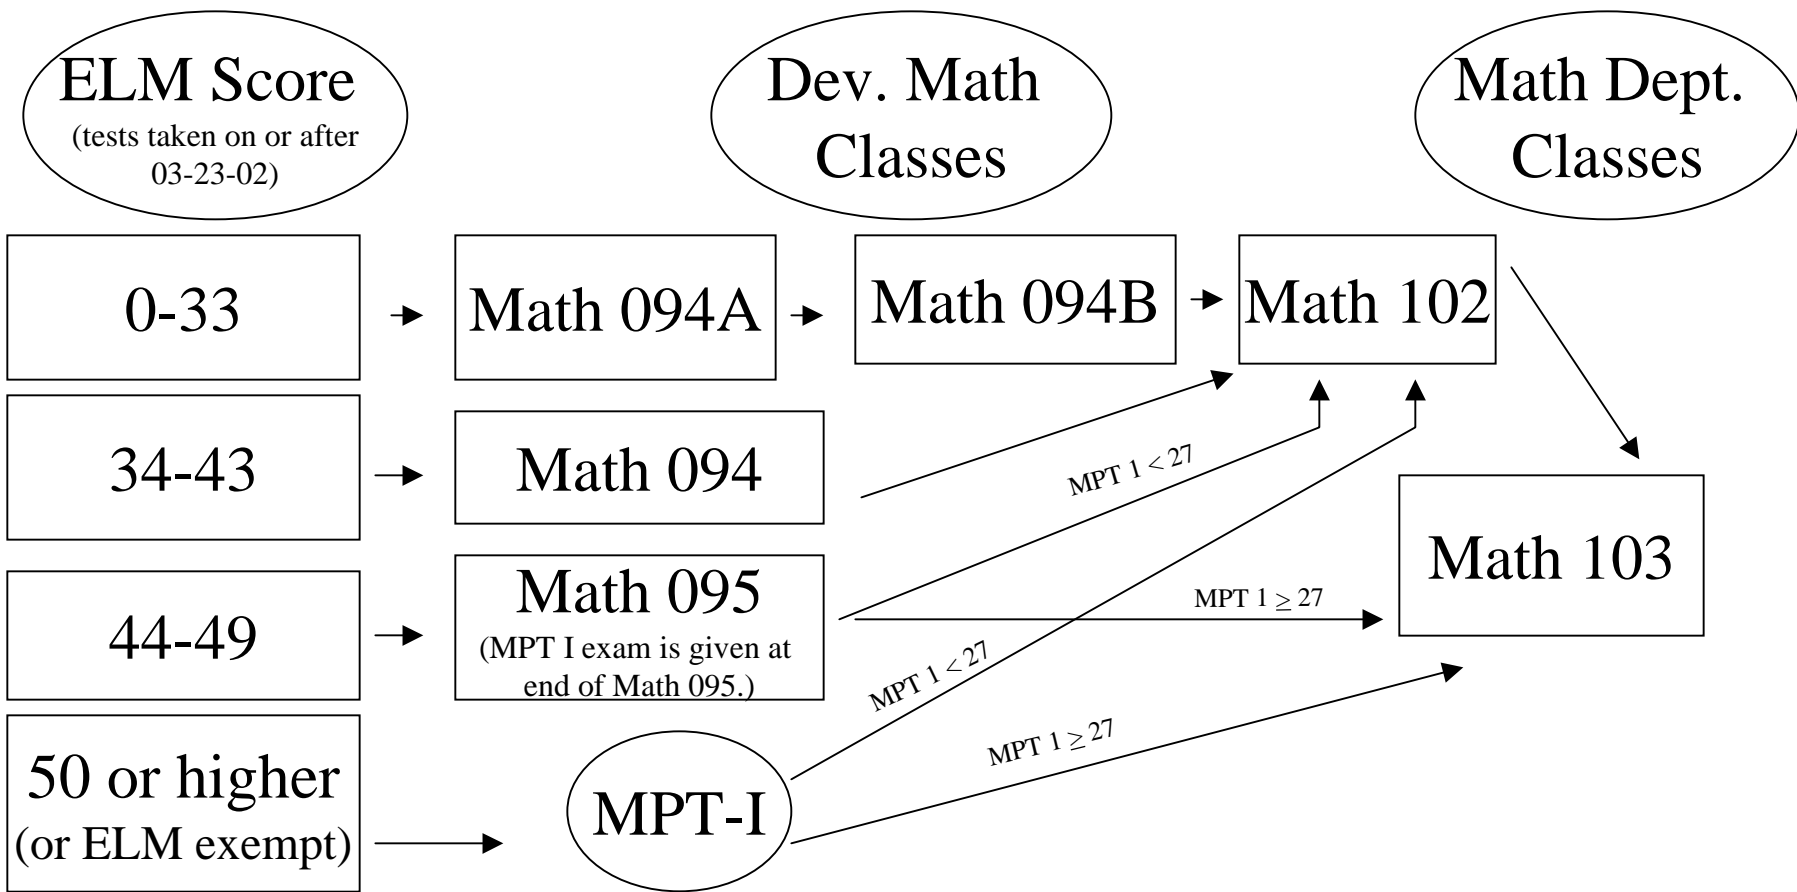 ELM Score
(tests taken on or after
03-23-02)
Dev. Math
Classes
Math Dept.
Classes
0-33
Math 094A
Math 094B
Math 102
34-43
Math 094
MPT 1 < 27
Math 103
44-49
Math 095
(MPT I exam is given at
end of Math 095.)
MPT 1 ≥ 27
MPT 1 < 27
50 or higher
(or ELM exempt)
MPT-I
MPT 1 ≥ 27